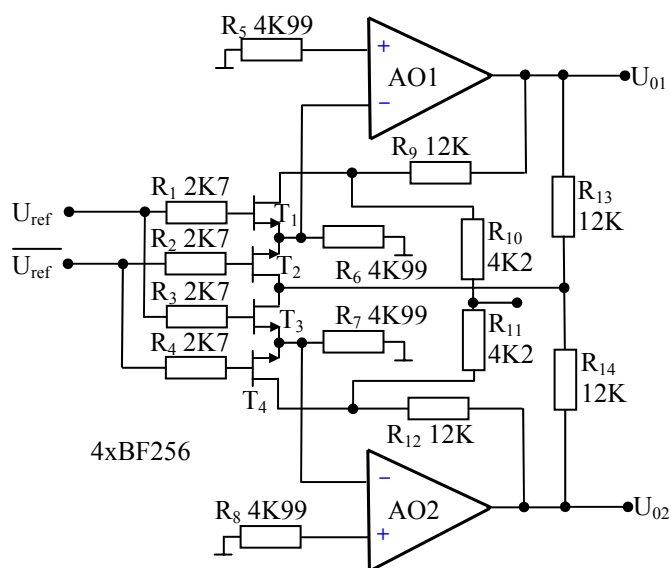 R5 4K99
+
AO1
−
U01
R9 12K
R1 2K7
Uref
T1
R13
12K
R2 2K7
R10
4K2
Uref
T2
R6 4K99
R3 2K7
R7 4K99
T3
R11
4K2
R4 2K7
R14
12K
T4
R12 12K
4xBF256
−
AO2
R8 4K99
U02
+